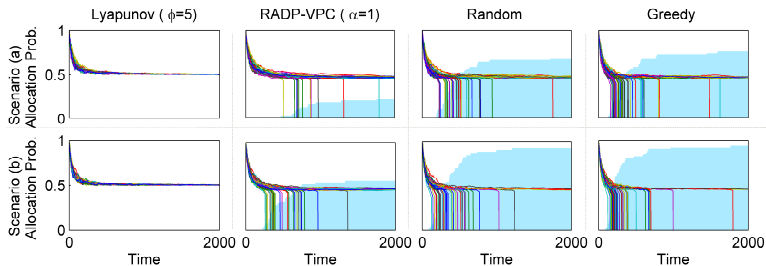 Lyapunov ( ϕ=5) RADP-VPC ( α=1) Random Greedy
Scenario (a)
Allocation Prob.
1
0.5
0
Scenario (b)
Allocation Prob.
1
0.5
0
0 2000 0 2000 0 2000 0 2000
Time Time Time Time